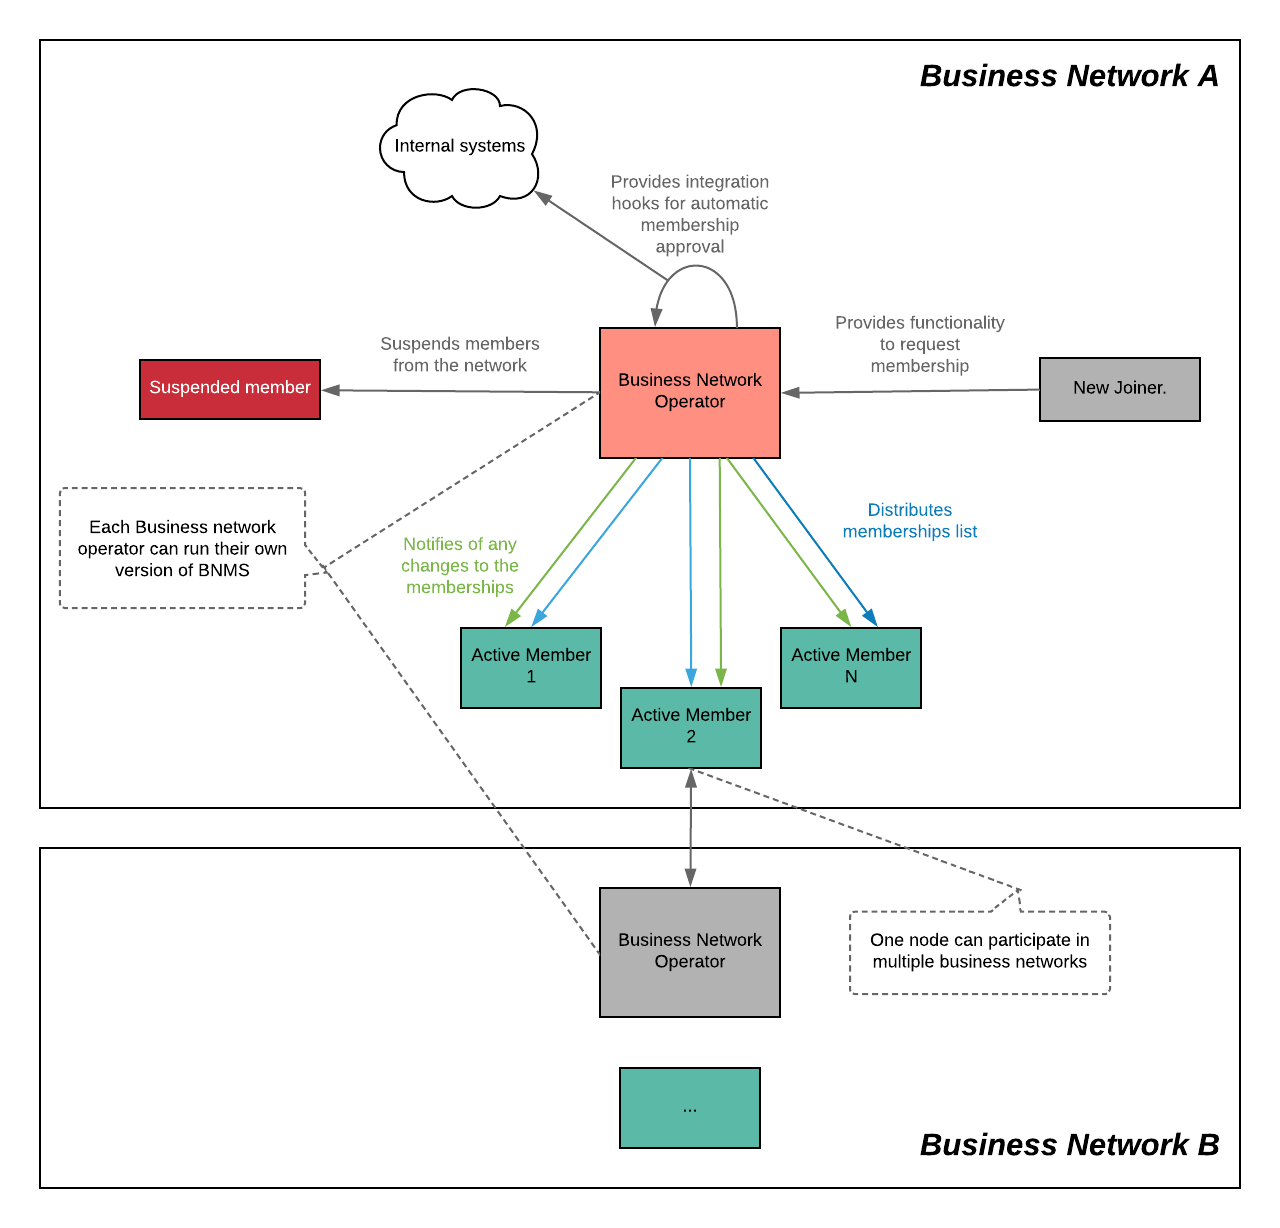 Business Network A
Internal systems
Provides integration
hooks for automatic
membership
approval
Suspends members
from the network
Provides functionality
to request
membership
Suspended member
Business Network
Operator
New Joiner.
Each Business network
operator can run their own
version of BNMS
Notifies of any
changes to the
memberships
Distributes
memberships list
Active Member
1
Active Member
2
Active Member
N
Business Network
Operator
One node can participate in
multiple business networks
...
Business Network B